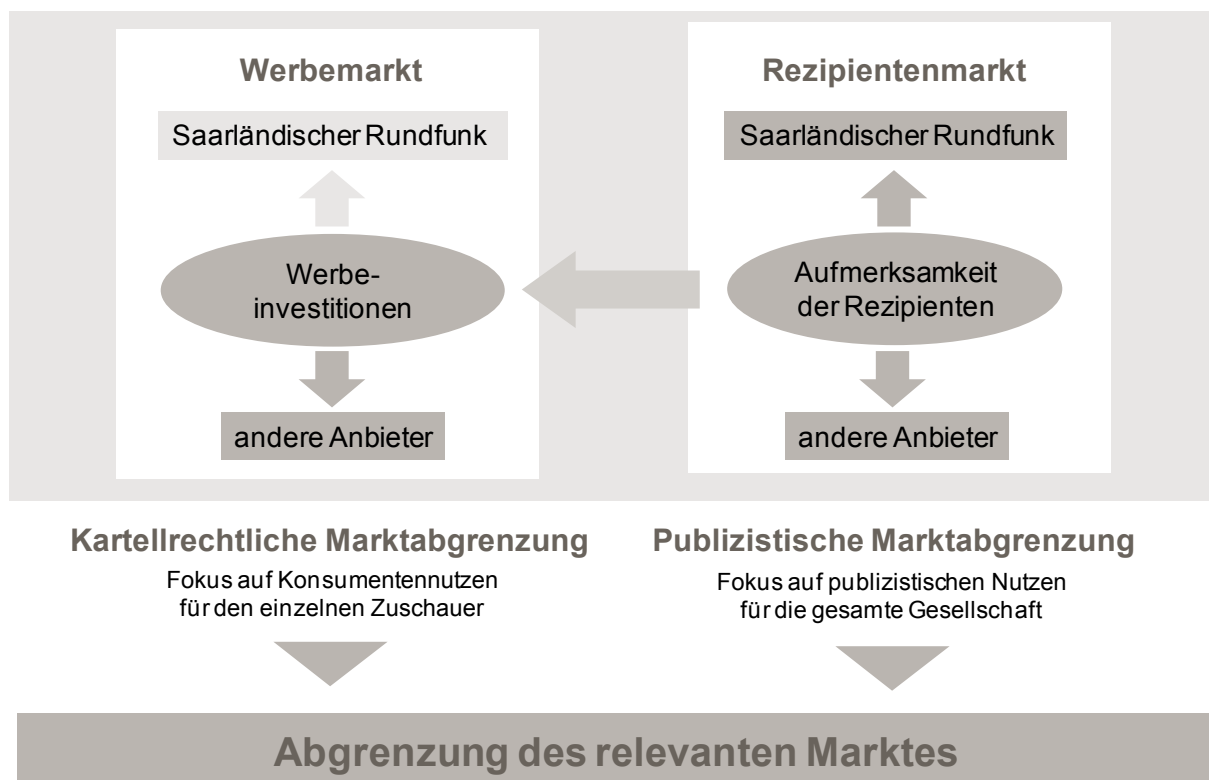 Werbemarkt
Saarländischer Rundfunk
Werbe-
investitionen
andere Anbieter
Rezipientenmarkt
Saarländischer Rundfunk
Aufmerksamkeit
der Rezipienten
andere Anbieter
Kartellrechtliche Marktabgrenzung
Fokus auf Konsumentennutzen
für den einzelnen Zuschauer
Publizistische Marktabgrenzung
Fokus auf publizistischen Nutzen
für die gesamte Gesellschaft
Abgrenzung des relevanten Marktes